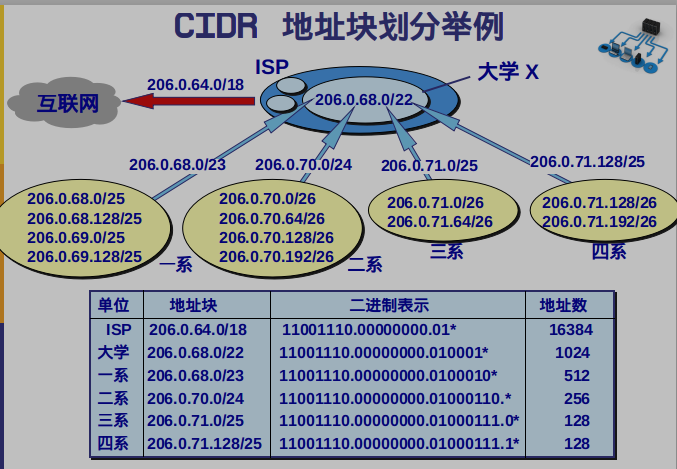 CIDR 地址块划分举例
ISP
大学 X
互联网
206.0.64.0/18
206.0.68.0/22
206.0.68.0/23
206.0.70.0/24
206.0.71.0/25
206.0.71.128/25
206.0.68.0/25
206.0.68.128/25
206.0.69.0/25
206.0.69.128/25
一系
206.0.70.0/26
206.0.70.64/26
206.0.70.128/26
206.0.70.192/26
二系
206.0.71.0/26
206.0.71.64/26
三系
206.0.71.128/26
206.0.71.192/26
四系
单位 地址块 二进制表示 地址数
ISP 206.0.64.0/18 11001110.00000000.01* 16384
大学 206.0.68.0/22 11001110.00000000.010001* 1024
一系 206.0.68.0/23 11001110.00000000.0100010* 512
二系 206.0.70.0/24 11001110.00000000.01000110.* 256
三系 206.0.71.0/25 11001110.00000000.01000111.0* 128
四系 206.0.71.128/25 11001110.00000000.01000111.1* 128